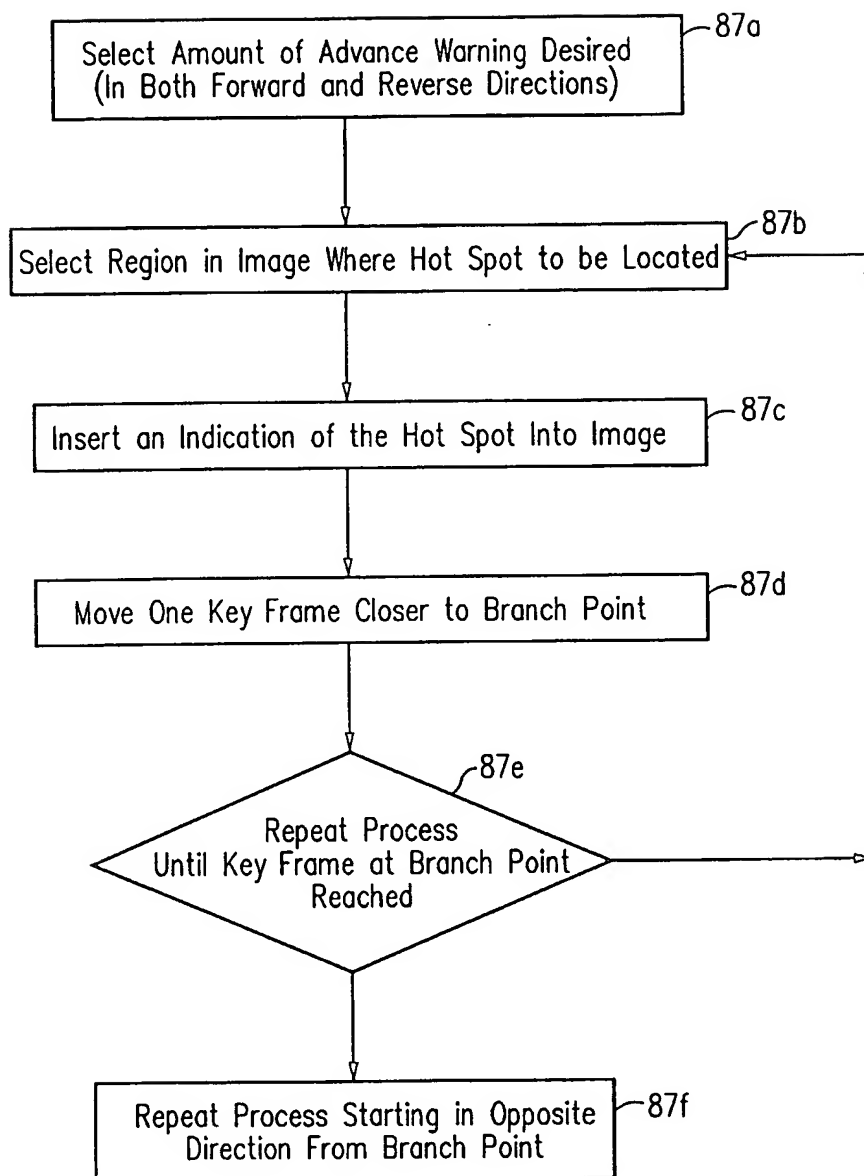 87a
Select Amount of Advance Warning Desired
(In Both Forward and Reverse Directions)
87b
Select Region in Image Where Hot Spot to be Located
87c
Insert an Indication of the Hot Spot Into Image
87d
Move One Key Frame Closer to Branch Point
87e
Repeat Process
Until Key Frame at Branch Point
Reached
87f
Repeat Process Starting in Opposite
Direction From Branch Point